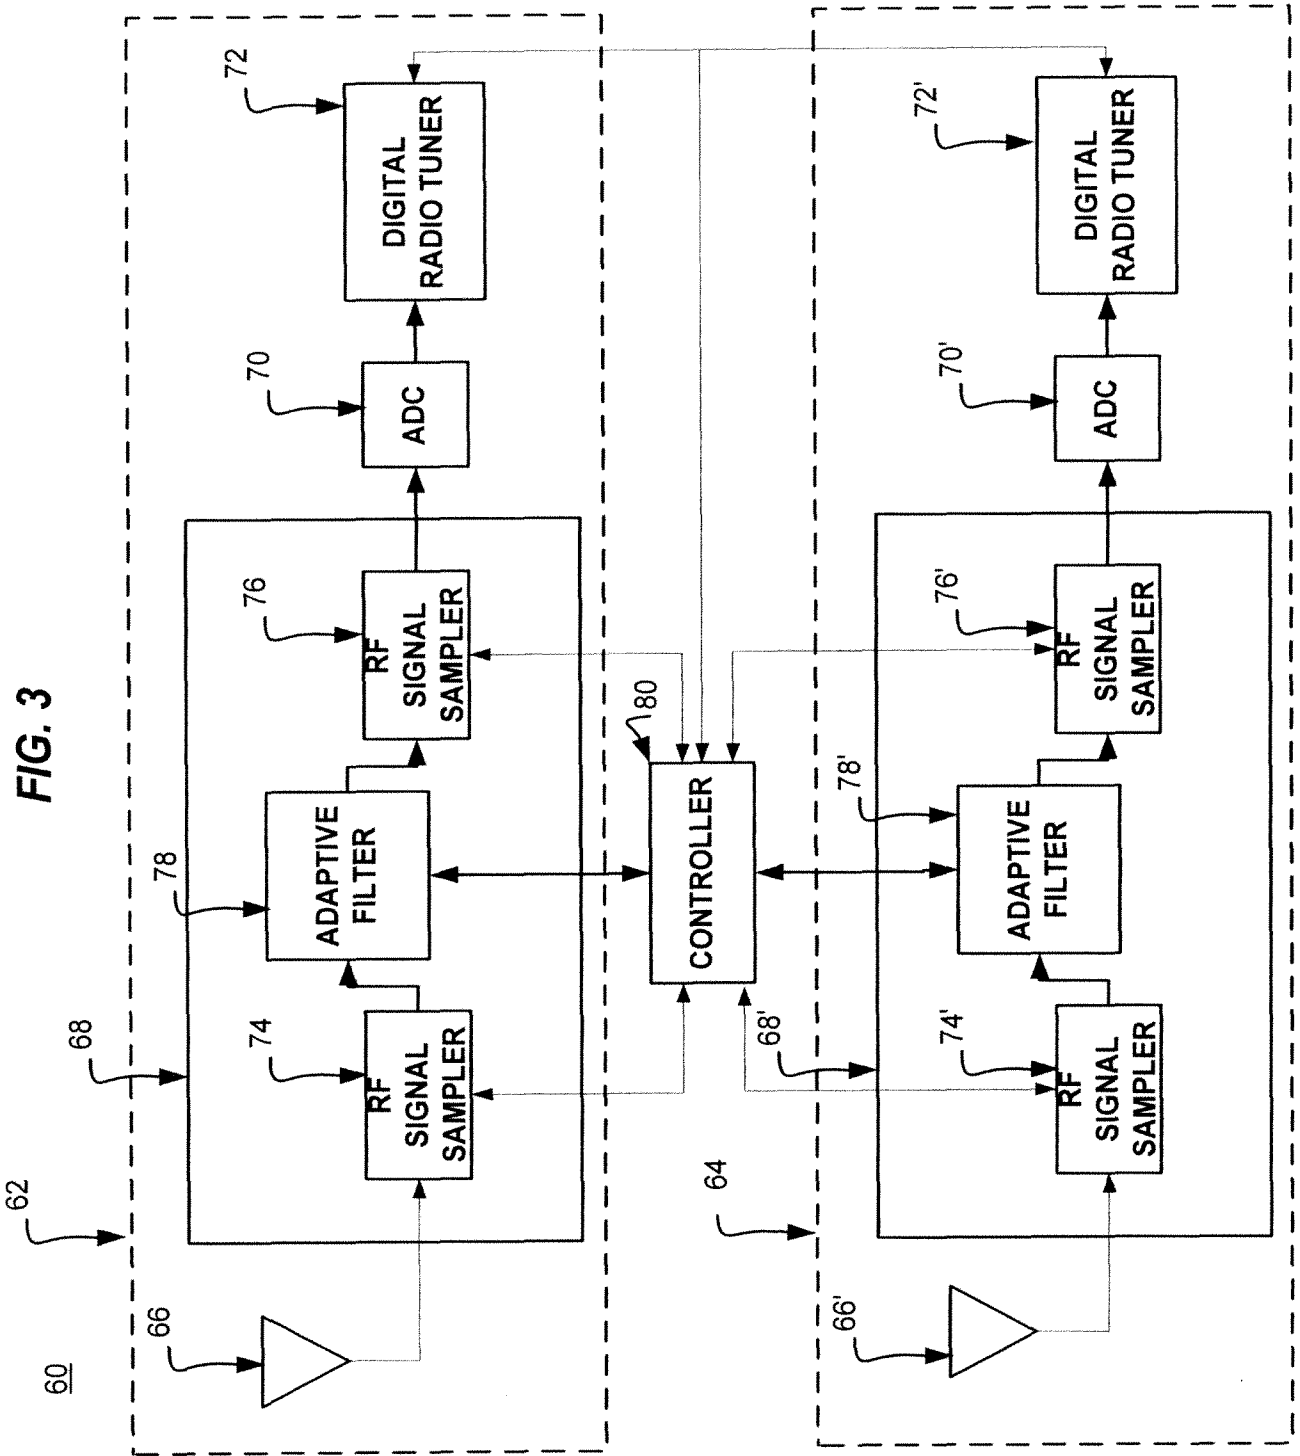 FIG. 3
60
62
66
68
74
RF
SIGNAL
SAMPLER
78
ADAPTIVE
FILTER
76
RF
SIGNAL
SAMPLER
70
ADC
72
DIGITAL
RADIO TUNER
80
CONTROLLER
64
66'
68'
74'
RF
SIGNAL
SAMPLER
78'
ADAPTIVE
FILTER
76'
RF
SIGNAL
SAMPLER
70'
ADC
72'
DIGITAL
RADIO TUNER